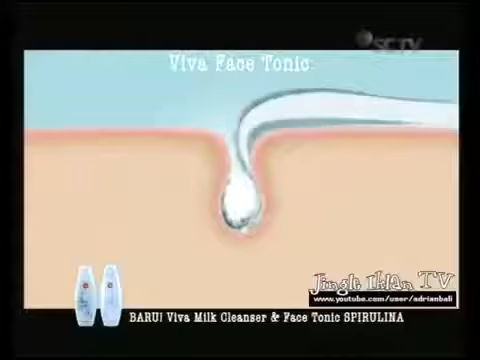 SCTV
Viva Face Tonic
Jingle Iklan TV
www.youtube.com/user/adrianbali
BARU! Viva Milk Cleanser & Face Tonic SPIRULINA